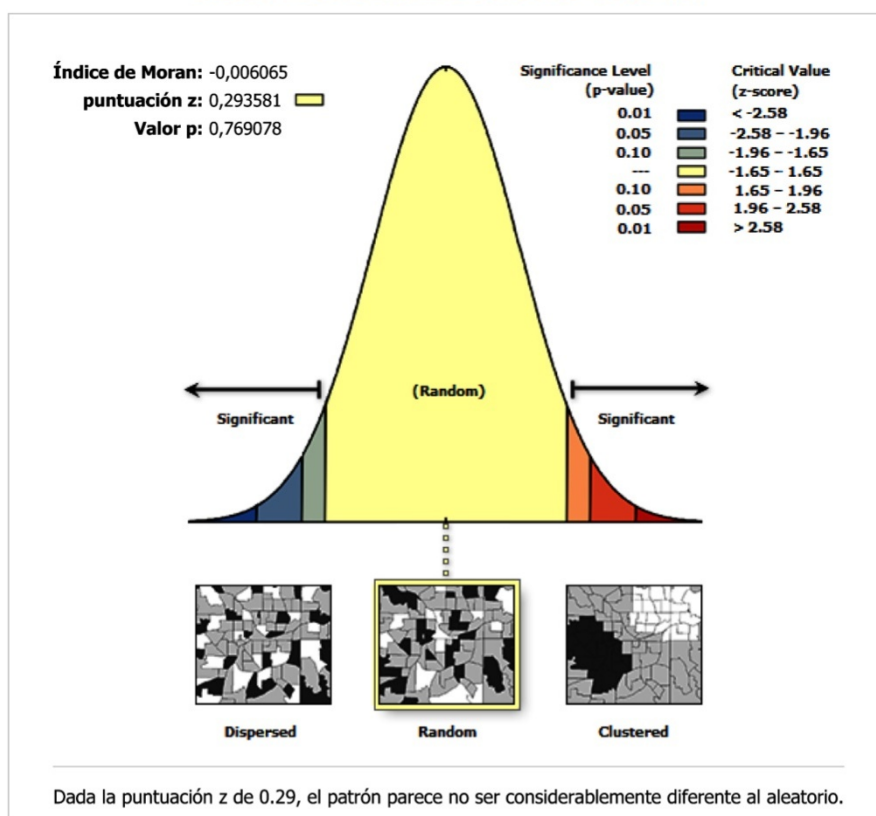 Índice de Moran: -0,006065
puntuación z: 0,293581
Valor p: 0,769078
Significance Level
(p-value)
Critical Value
(z-score)
0.01 < -2.58
0.05 -2.58 – -1.96
0.10 -1.96 – -1.65
--- -1.65 – 1.65
0.10 1.65 – 1.96
0.05 1.96 – 2.58
0.01 > 2.58
(Random)
Significant
Significant
Dispersed
Random
Clustered
Dada la puntuación z de 0.29, el patrón parece no ser considerablemente diferente al aleatorio.